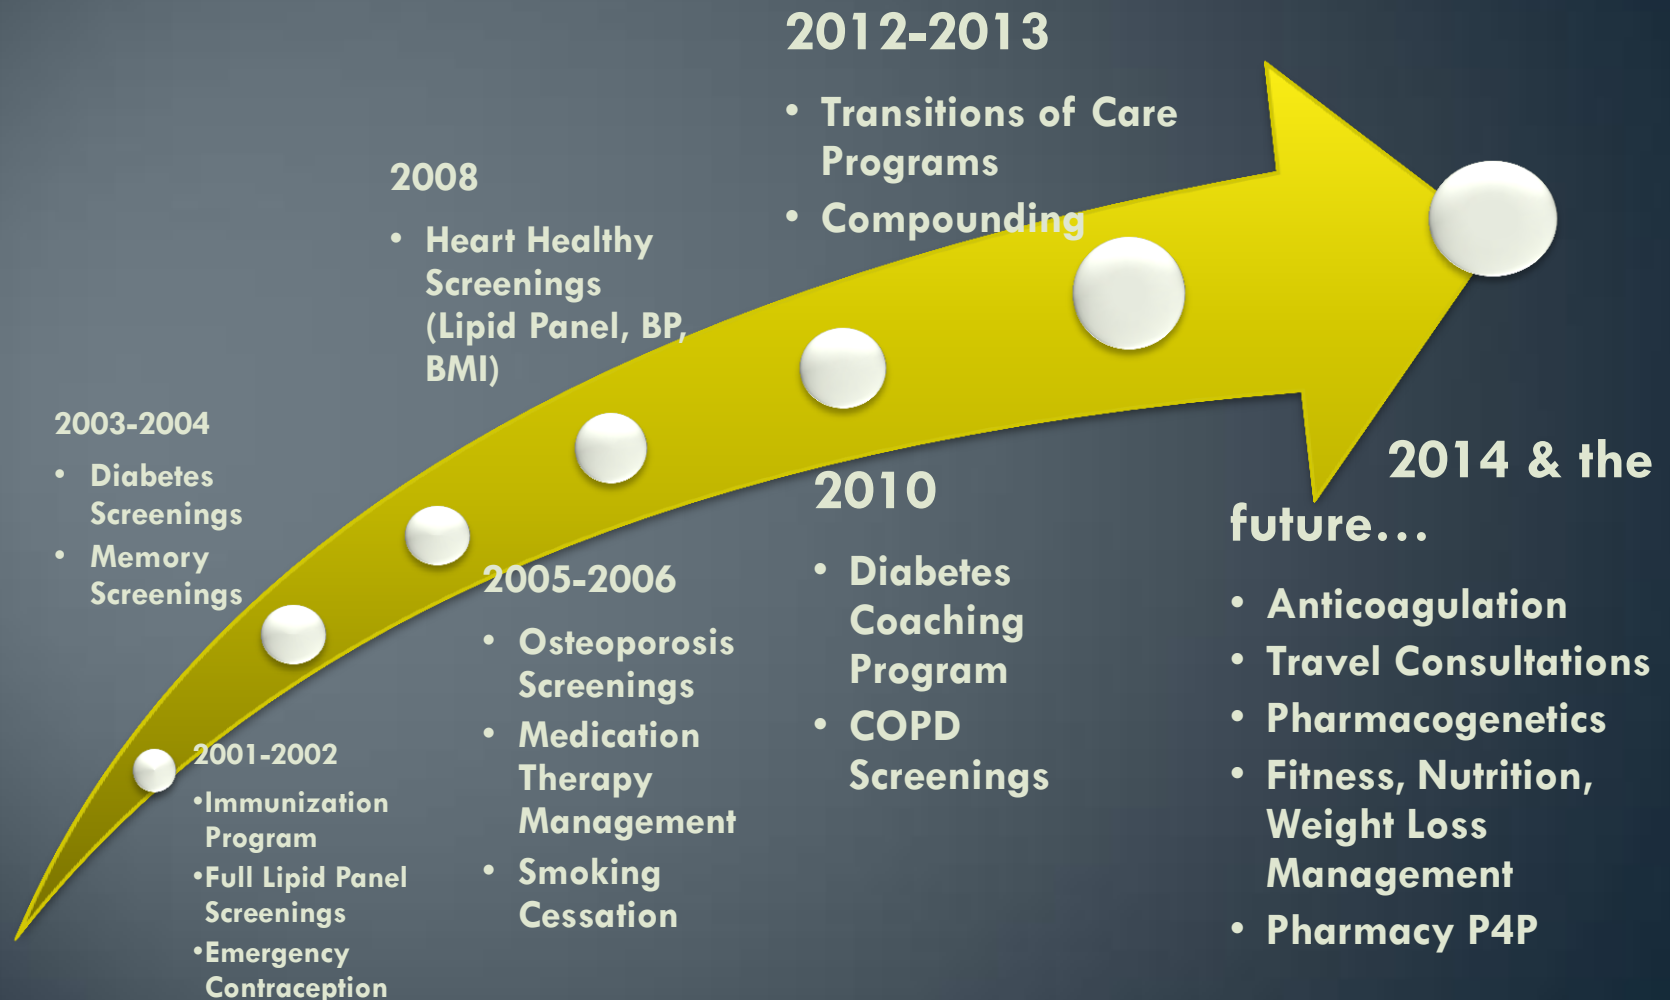 2001-2002
•Immunization
Program
•Full Lipid Panel
Screenings
•Emergency
Contraception
2003-2004
• Diabetes
Screenings
• Memory
Screenings
2005-2006
• Osteoporosis
Screenings
• Medication
Therapy
Management
• Smoking
Cessation
2008
• Heart Healthy
Screenings
(Lipid Panel, BP,
BMI)
2010
• Diabetes
Coaching
Program
• COPD
Screenings
2012-2013
• Transitions of Care
Programs
• Compounding
2014 & the
future...
• Anticoagulation
• Travel Consultations
• Pharmacogenetics
• Fitness, Nutrition,
Weight Loss
Management
• Pharmacy P4P